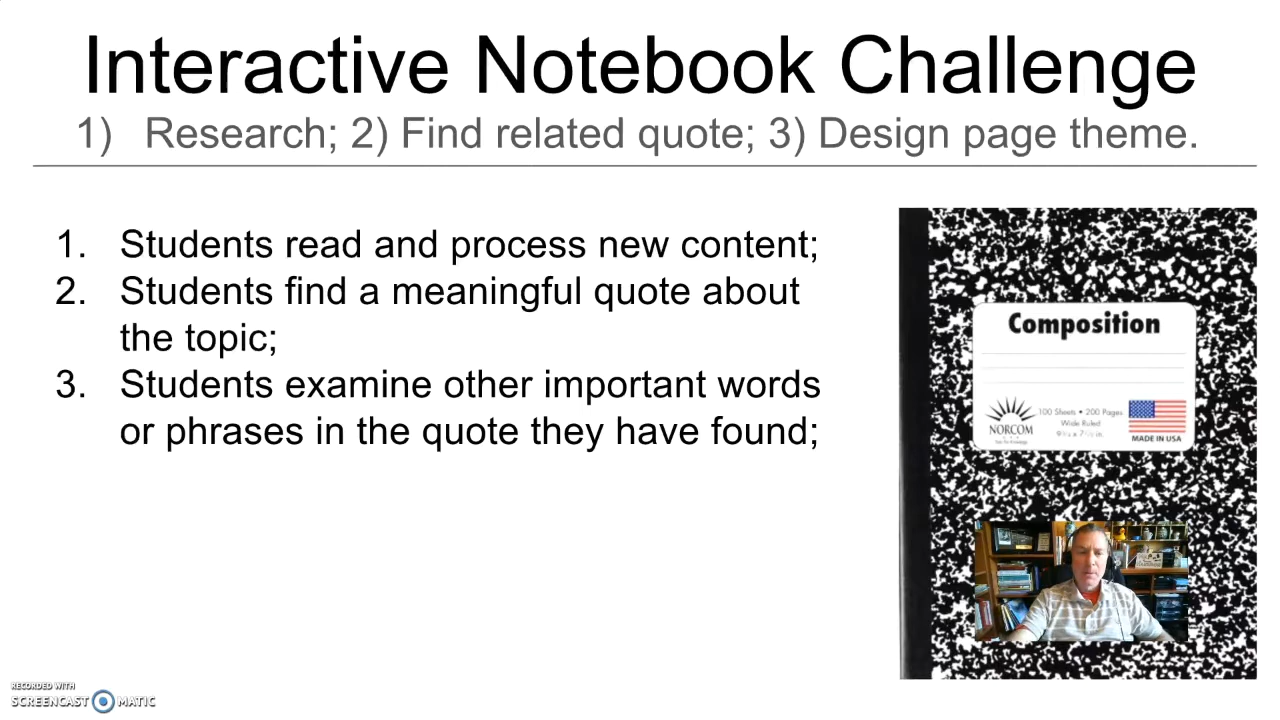 Interactive Notebook Challenge
1) Research; 2) Find related quote; 3) Design page theme.
1. Students read and process new content;
2. Students find a meaningful quote about
the topic;
3. Students examine other important words
or phrases in the quote they have found;
Composition
100 Sheets • 200 Pages
Wide Ruled
NORCOM
MADE IN USA
RECORDED WITH
SCREENCAST MATIC